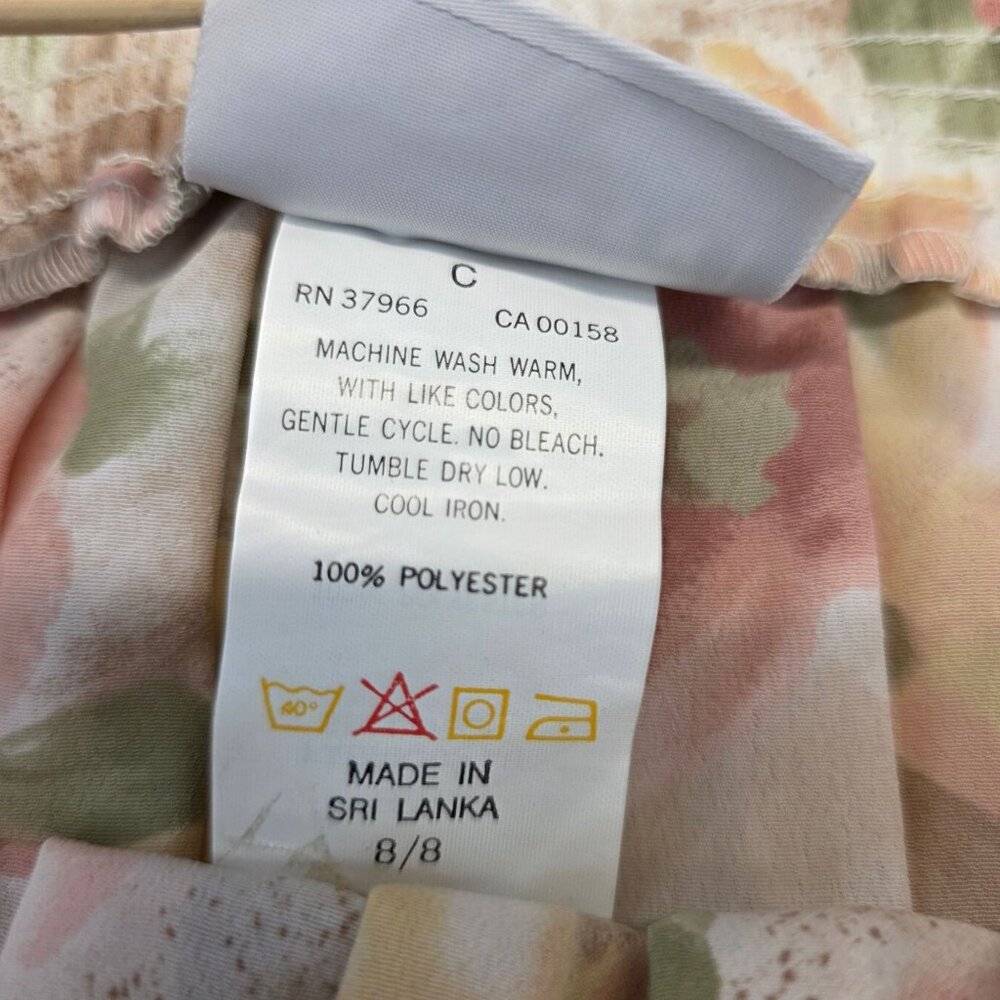 C
RN 37966 CA 00158
MACHINE WASH WARM,
WITH LIKE COLORS,
GENTLE CYCLE. NO BLEACH.
TUMBLE DRY LOW.
COOL IRON.
100% POLYESTER
40°
MADE IN
SRI LANKA
8/8